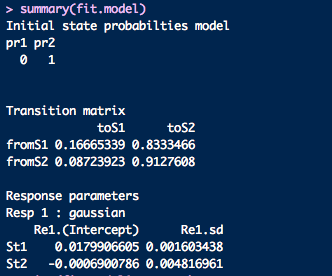 > summary(fit.model)
Initial state probabilties model
pr1 pr2
0 1
Transition matrix
toS1 toS2
fromS1 0.16665339 0.8333466
fromS2 0.08723923 0.9127608
Response parameters
Resp 1 : gaussian
Re1.(Intercept) Re1.sd
St1 0.0179906605 0.001603438
St2 -0.0006900786 0.004816961